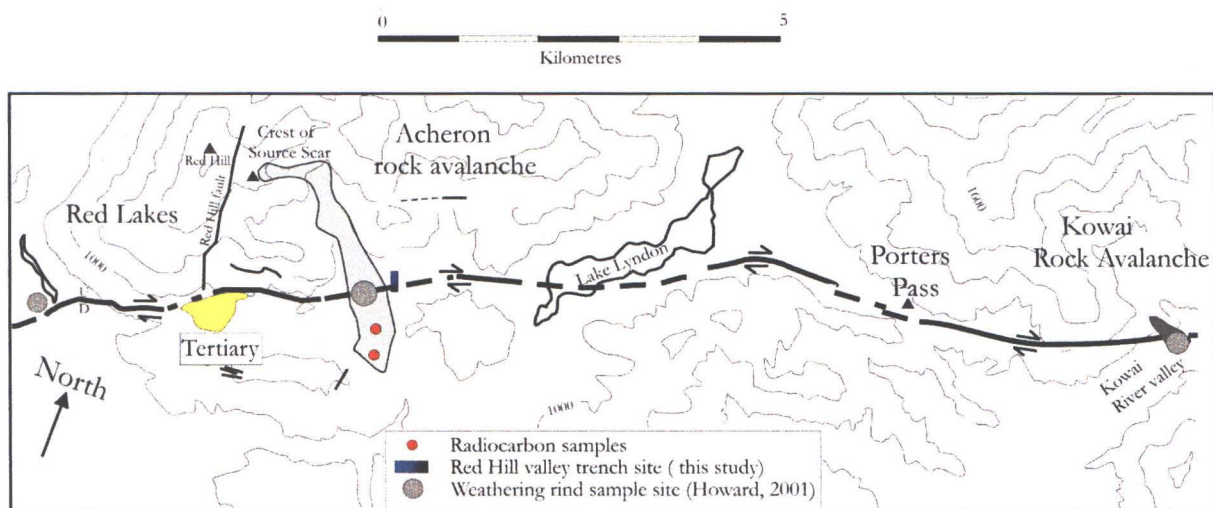 0 5
Kilometres
Crest of
Source Scar
Acheron
rock avalanche
Red Hill
Red Hill fault
Red Lakes
1000
1600
Kowai
Rock Avalanche
Lake Lyndon
Porters
Pass
U
D
Tertiary
North
1000
Kowai
River valley
Radiocarbon samples
Red Hill valley trench site ( this study)
Weathering rind sample site (Howard, 2001)